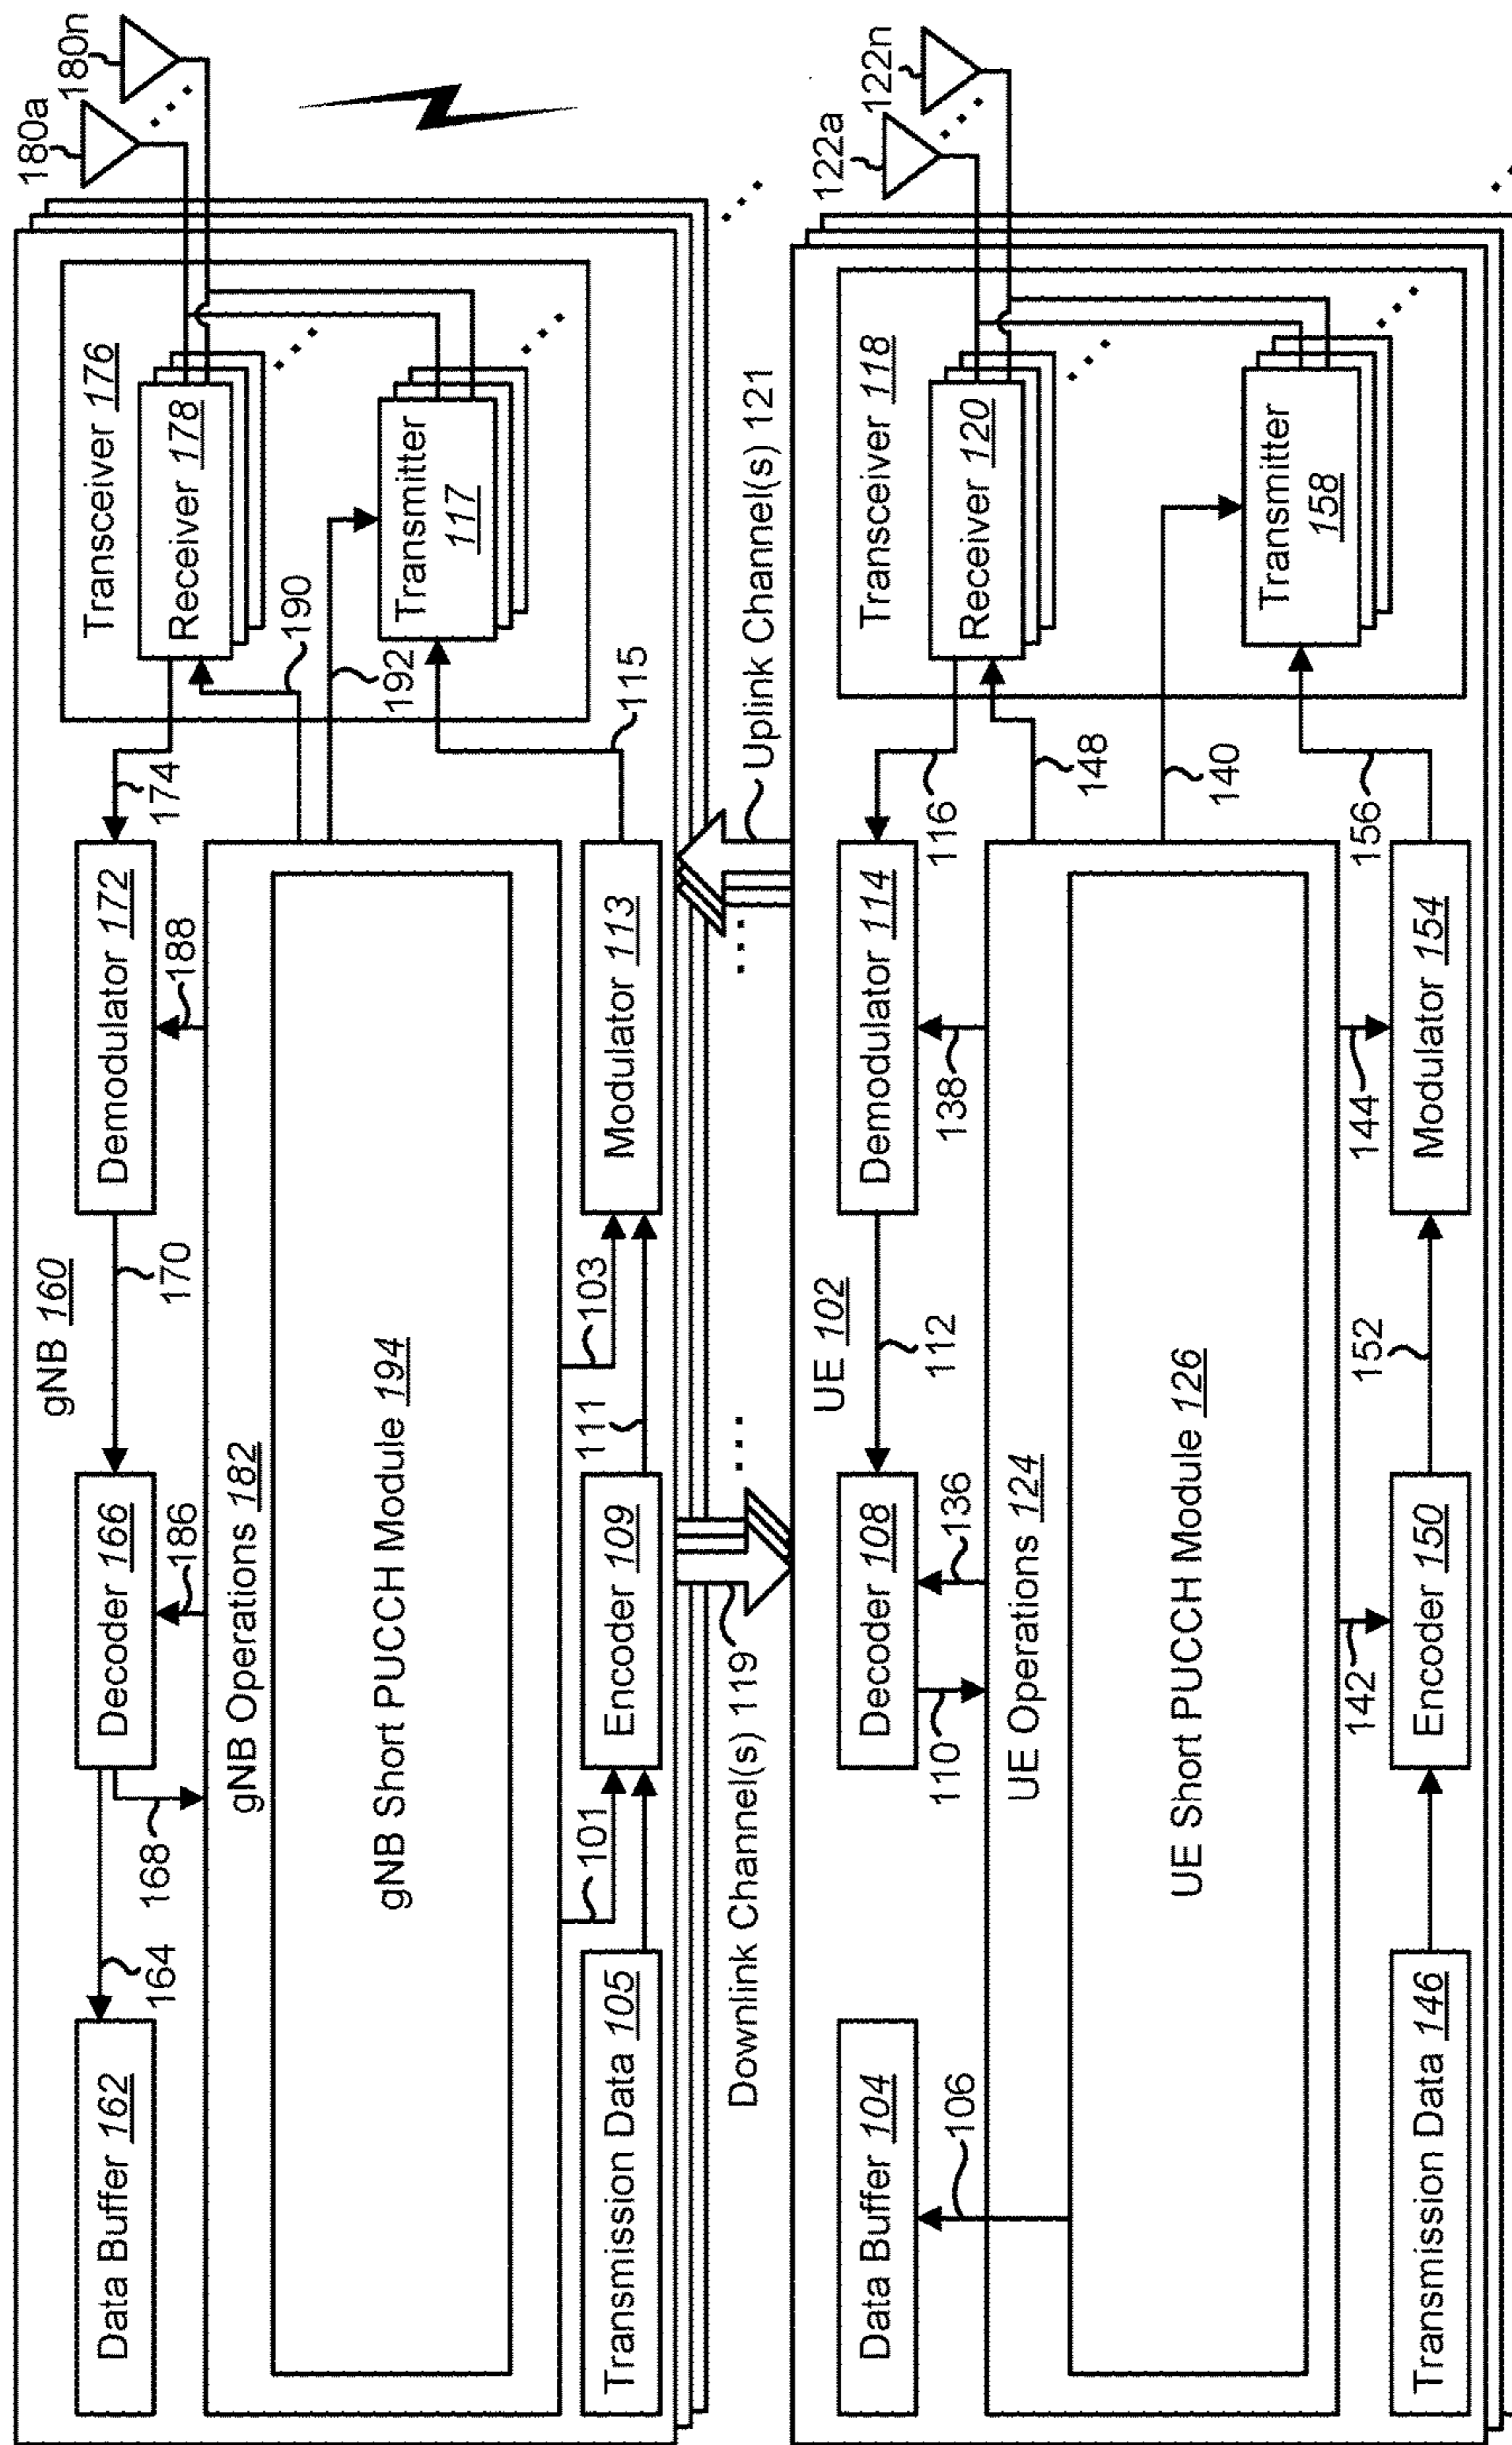 gNB 160
180a
180n
Data Buffer 162
164
Decoder 166
170
Demodulator 172
174
Transceiver 176
Receiver 178
168
186
188
190
gNB Operations 182
192
gNB Short PUCCH Module 194
Transmitter
117
101
103
115
Transmission Data 105
Encoder 109
111
Modulator 113
Downlink Channel(s) 119
Uplink Channel(s) 121
UE 102
122a
122n
Data Buffer 104
Decoder 108
112
Demodulator 114
116
Transceiver 118
Receiver 120
106
110
136
138
148
UE Operations 124
UE Short PUCCH Module 126
140
Transmitter
158
142
144
156
Transmission Data 146
Encoder 150
152
Modulator 154